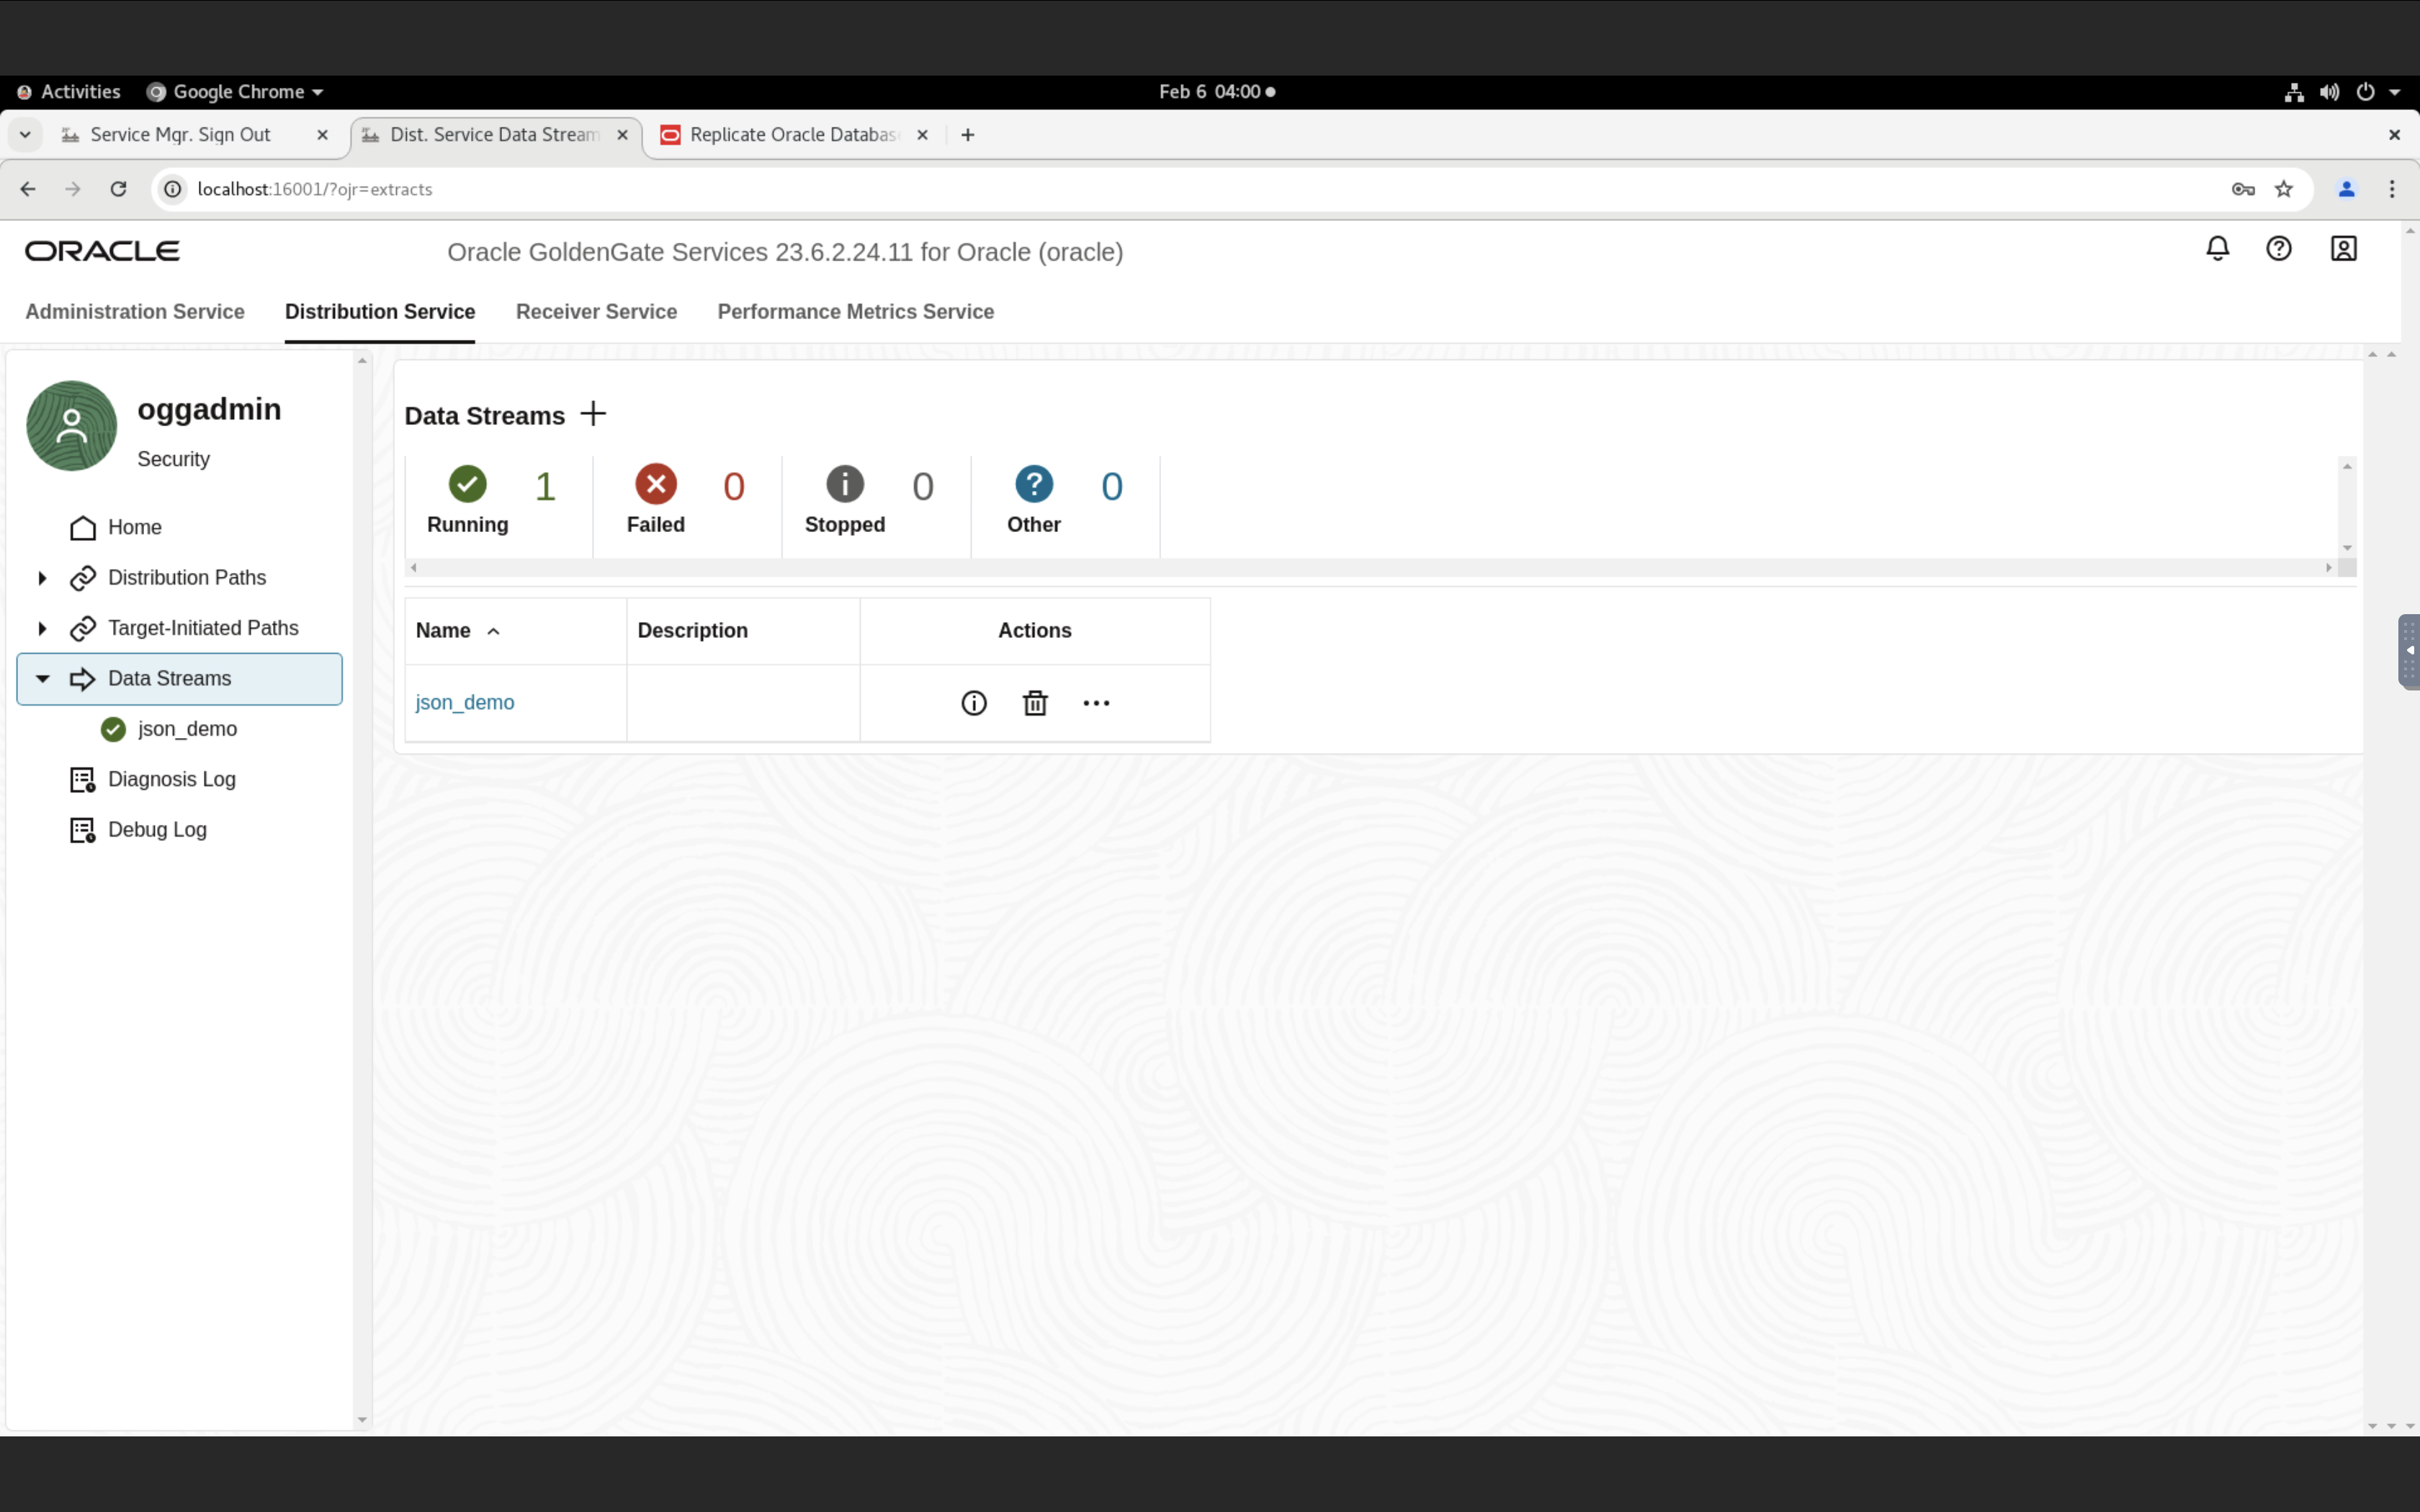 Activities Google Chrome Feb 6 04:00
Service Mgr. Sign Out Dist. Service Data Stream Replicate Oracle Databas
localhost:16001/?ojr=extracts
ORACLE Oracle GoldenGate Services 23.6.2.24.11 for Oracle (oracle)
Administration Service Distribution Service Receiver Service Performance Metrics Service
oggadmin
Security
Home
Distribution Paths
Target-Initiated Paths
Data Streams
json_demo
Diagnosis Log
Debug Log
Data Streams
1 0 0 0
Running Failed Stopped Other
Name Description Actions
json_demo